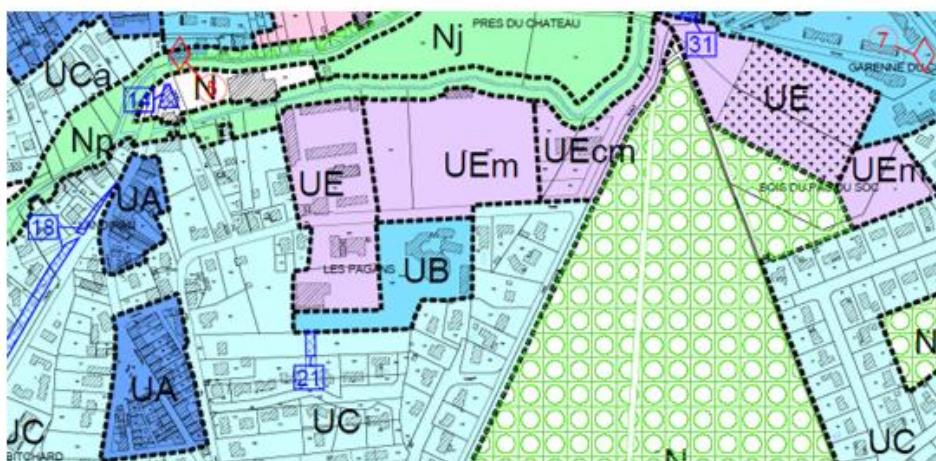 PRES DU CHATEAU
Nj
31
7
UCa
N
GARENNE DU C
14
UE
Np
UEcm
UEm
UE
UEm
UA
BOIS DU PAS DU SOC
18
LES PAGANS
UB
N
21
UA
UC
UC
UC
BITCHARD
N